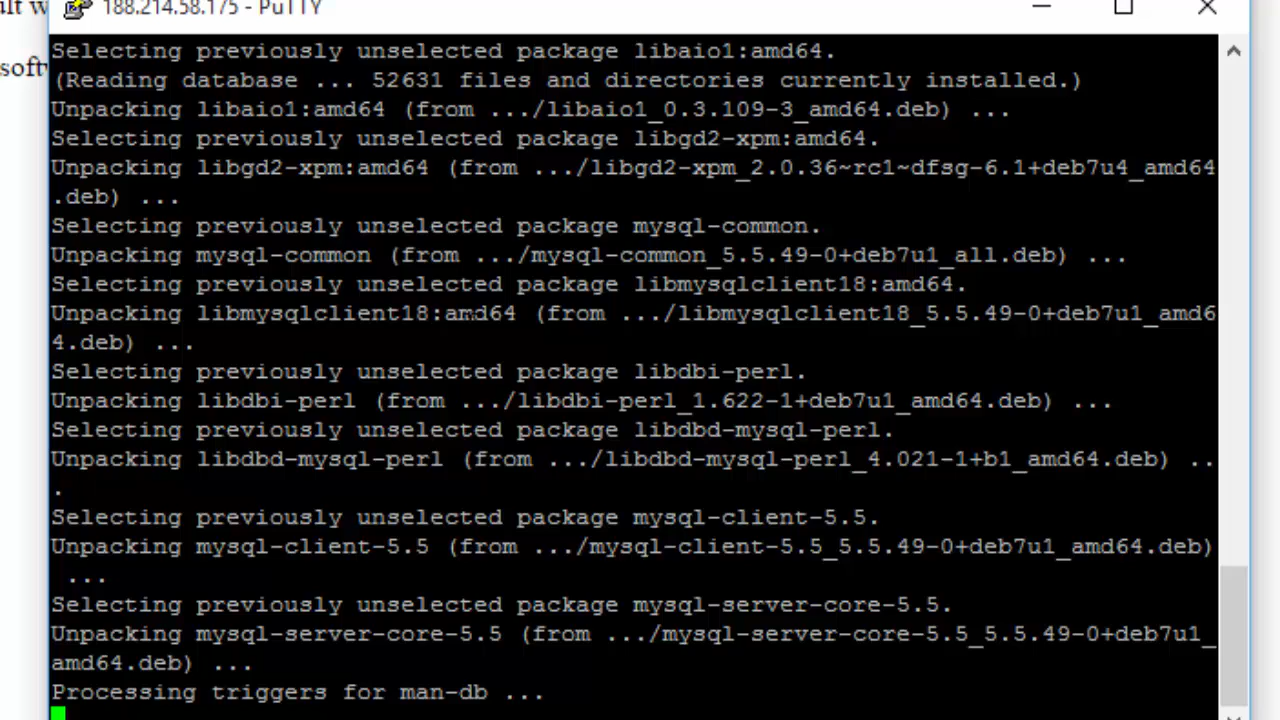 188.214.58.175 - PuTTY
Selecting previously unselected package libaio1:amd64.
(Reading database ... 52631 files and directories currently installed.)
Unpacking libaio1:amd64 (from .../libaio1_0.3.109-3_amd64.deb) ...
Selecting previously unselected package libgd2-xpm:amd64.
Unpacking libgd2-xpm:amd64 (from .../libgd2-xpm_2.0.36~rc1~dfsg-6.1+deb7u4_amd64
.deb) ...
Selecting previously unselected package mysql-common.
Unpacking mysql-common (from .../mysql-common_5.5.49-0+deb7u1_all.deb) ...
Selecting previously unselected package libmysqlclient18:amd64.
Unpacking libmysqlclient18:amd64 (from .../libmysqlclient18_5.5.49-0+deb7u1_amd6
4.deb) ...
Selecting previously unselected package libdbi-perl.
Unpacking libdbi-perl (from .../libdbi-perl_1.622-1+deb7u1_amd64.deb) ...
Selecting previously unselected package libdbd-mysql-perl.
Unpacking libdbd-mysql-perl (from .../libdbd-mysql-perl_4.021-1+b1_amd64.deb) ..
.
Selecting previously unselected package mysql-client-5.5.
Unpacking mysql-client-5.5 (from .../mysql-client-5.5_5.5.49-0+deb7u1_amd64.deb)
...
Selecting previously unselected package mysql-server-core-5.5.
Unpacking mysql-server-core-5.5 (from .../mysql-server-core-5.5_5.5.49-0+deb7u1_
amd64.deb) ...
Processing triggers for man-db ...